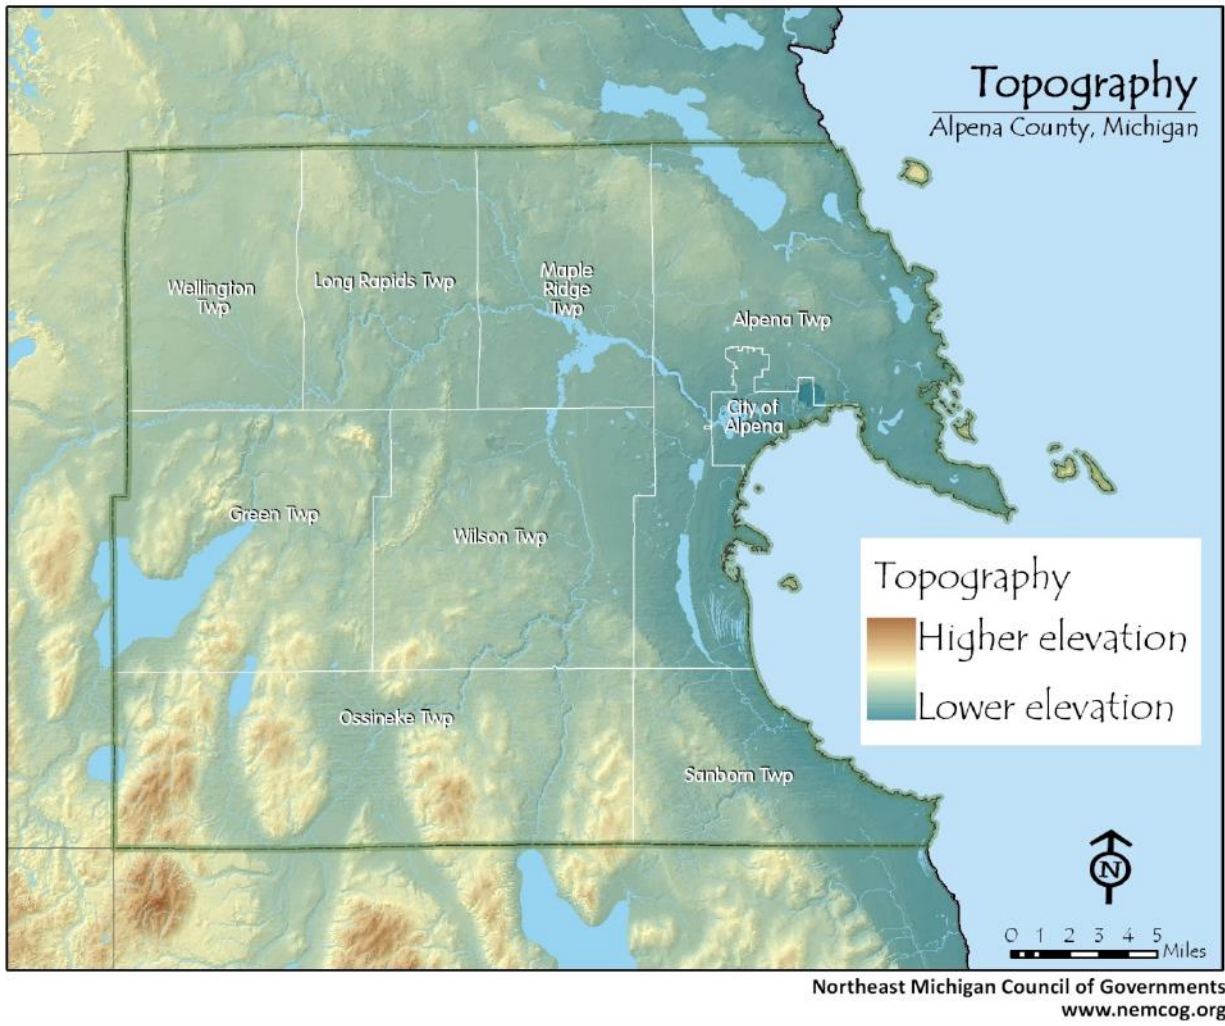 Topography
Alpena County, Michigan
Wellington
Twp
Long Rapids Twp
Maple
Ridge
Twp
Alpena Twp
City of
Alpena
Green Twp
Wilson Twp
Ossineke Twp
Sanborn Twp
Topography
Higher elevation
Lower elevation
N
0 1 2 3 4 5
Miles
Northeast Michigan Council of Governments
www.nemcog.org